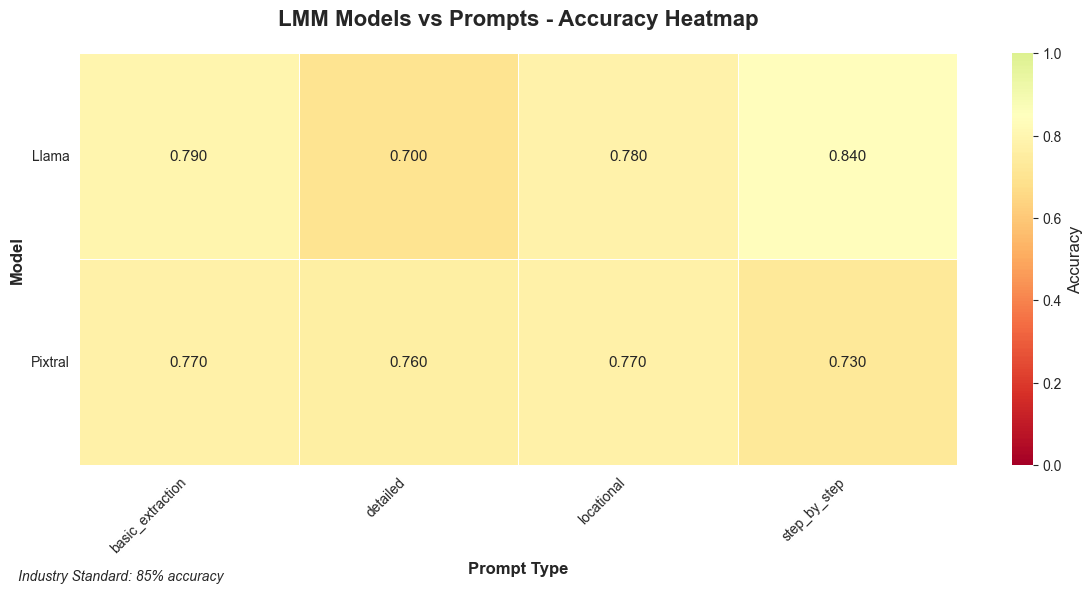 LMM Models vs Prompts - Accuracy Heatmap
Model
Llama
0.790 0.700 0.780 0.840
Pixtral
0.770 0.760 0.770 0.730
basic_extraction detailed locational step_by_step
Prompt Type
1.0
0.8
0.6
0.4
0.2
0.0
Accuracy
Industry Standard: 85% accuracy